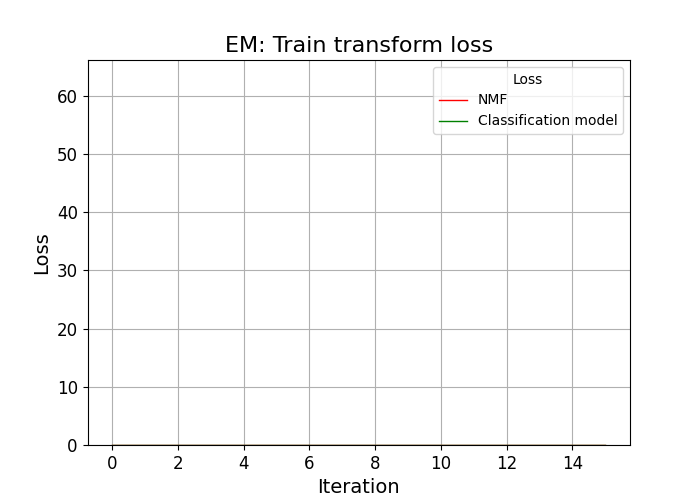 EM: Train transform loss
Loss
NMF
Classification model
60
50
40
30
20
10
0
Loss
0 2 4 6 8 10 12 14
Iteration